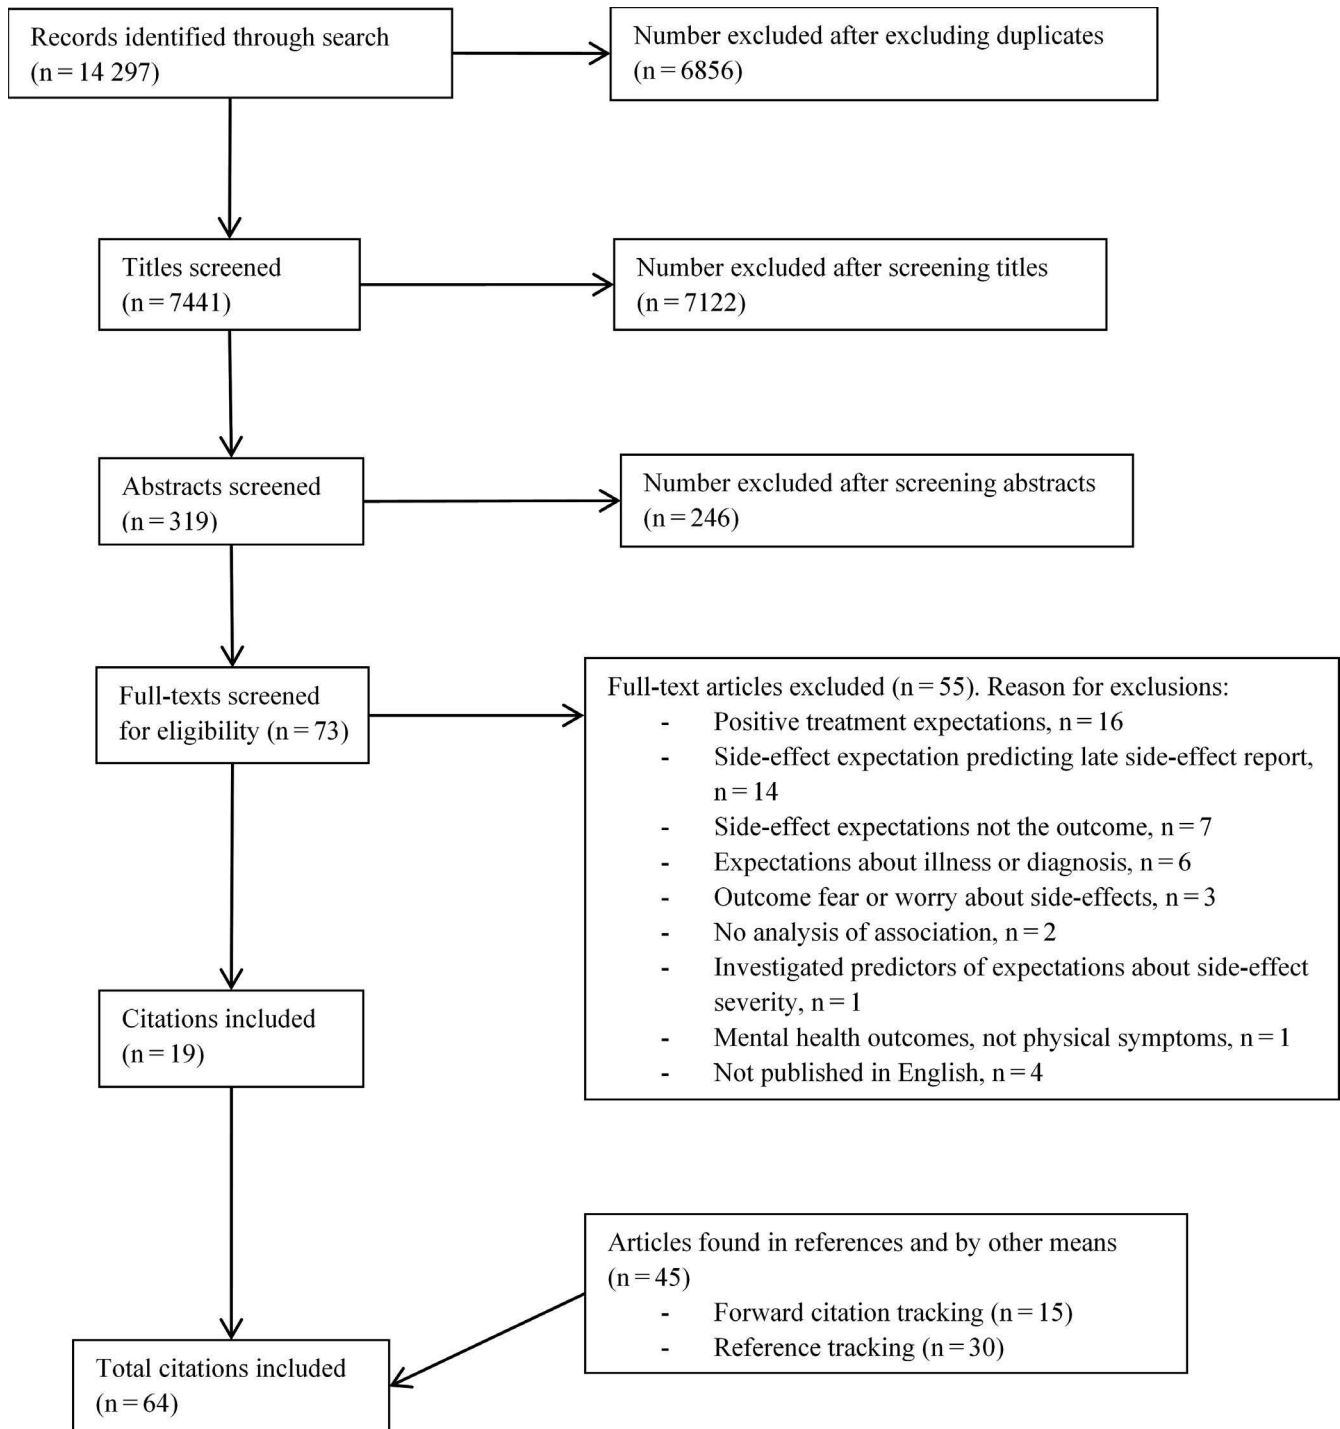 Records identified through search
(n = 14 297)
Number excluded after excluding duplicates
(n = 6856)
Titles screened
(n = 7441)
Number excluded after screening titles
(n = 7122)
Abstracts screened
(n = 319)
Number excluded after screening abstracts
(n = 246)
Full-texts screened
for eligibility (n = 73)
Full-text articles excluded (n = 55). Reason for exclusions:
- Positive treatment expectations, n = 16
- Side-effect expectation predicting late side-effect report,
n = 14
- Side-effect expectations not the outcome, n = 7
- Expectations about illness or diagnosis, n = 6
- Outcome fear or worry about side-effects, n = 3
- No analysis of association, n = 2
- Investigated predictors of expectations about side-effect
severity, n = 1
- Mental health outcomes, not physical symptoms, n = 1
- Not published in English, n = 4
Citations included
(n = 19)
Articles found in references and by other means
(n = 45)
- Forward citation tracking (n = 15)
- Reference tracking (n = 30)
Total citations included
(n = 64)